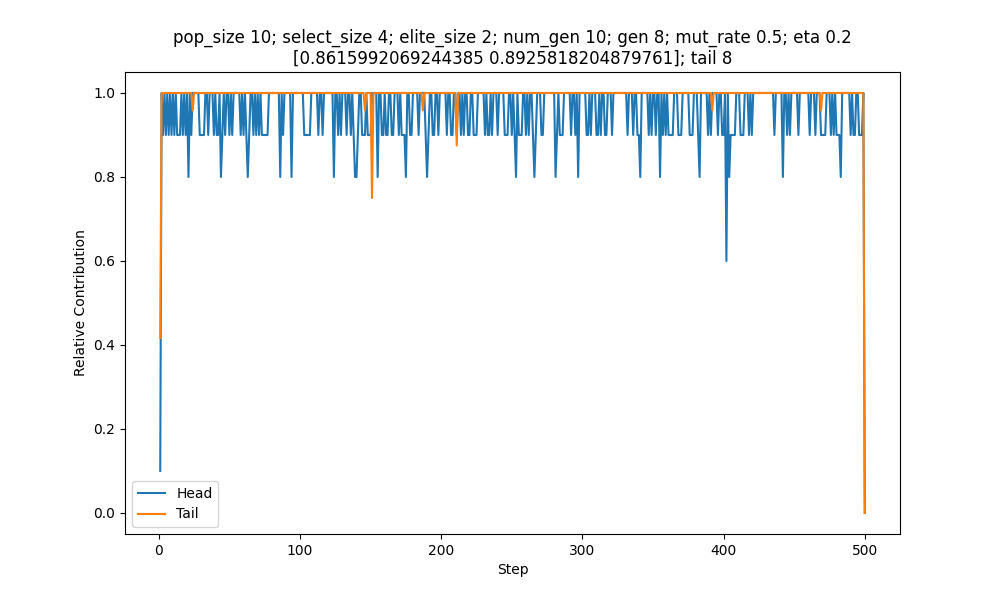 pop_size 10; select_size 4; elite_size 2; num_gen 10; gen 8; mut_rate 0.5; eta 0.2
[0.8615992069244385 0.8925818204879761]; tail 8
1.0
0.8
0.6
0.4
0.2
0.0
Relative Contribution
Head
Tail
0 100 200 300 400 500
Step